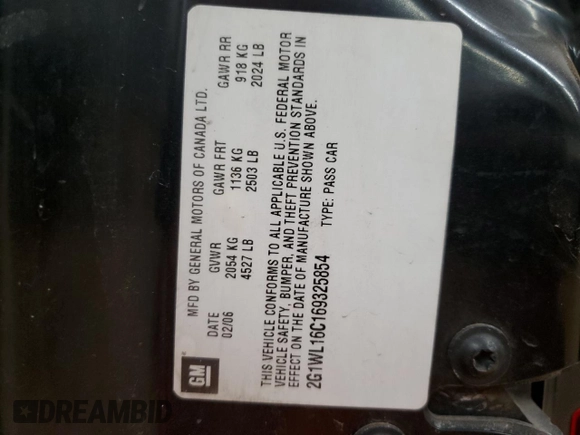 GM
MFD BY GENERAL MOTORS OF CANADA LTD.
DATE GVWR GAWR FRT GAWR RR
02/06 2054 KG 1136 KG 918 KG
4527 LB 2503 LB 2024 LB
THIS VEHICLE CONFORMS TO ALL APPLICABLE U.S. FEDERAL MOTOR
VEHICLE SAFETY, BUMPER, AND THEFT PREVENTION STANDARDS IN
EFFECT ON THE DATE OF MANUFACTURE SHOWN ABOVE.
2G1WL16C169325854 TYPE: PASS CAR
DREAMBID